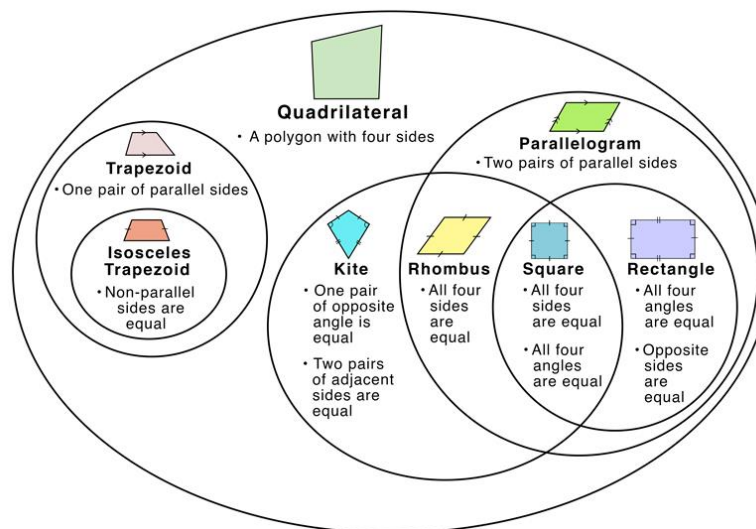 Quadrilateral
• A polygon with four sides
Trapezoid
• One pair of parallel sides
Isosceles
Trapezoid
• Non-parallel
sides are
equal
Parallelogram
• Two pairs of parallel sides
Kite
• One pair
of opposite
angle is
equal
• Two pairs
of adjacent
sides are
equal
Rhombus
• All four
sides
are
equal
Square
• All four
sides
are equal
• All four
angles
are equal
Rectangle
• All four
angles
are equal
• Opposite
sides
are
equal